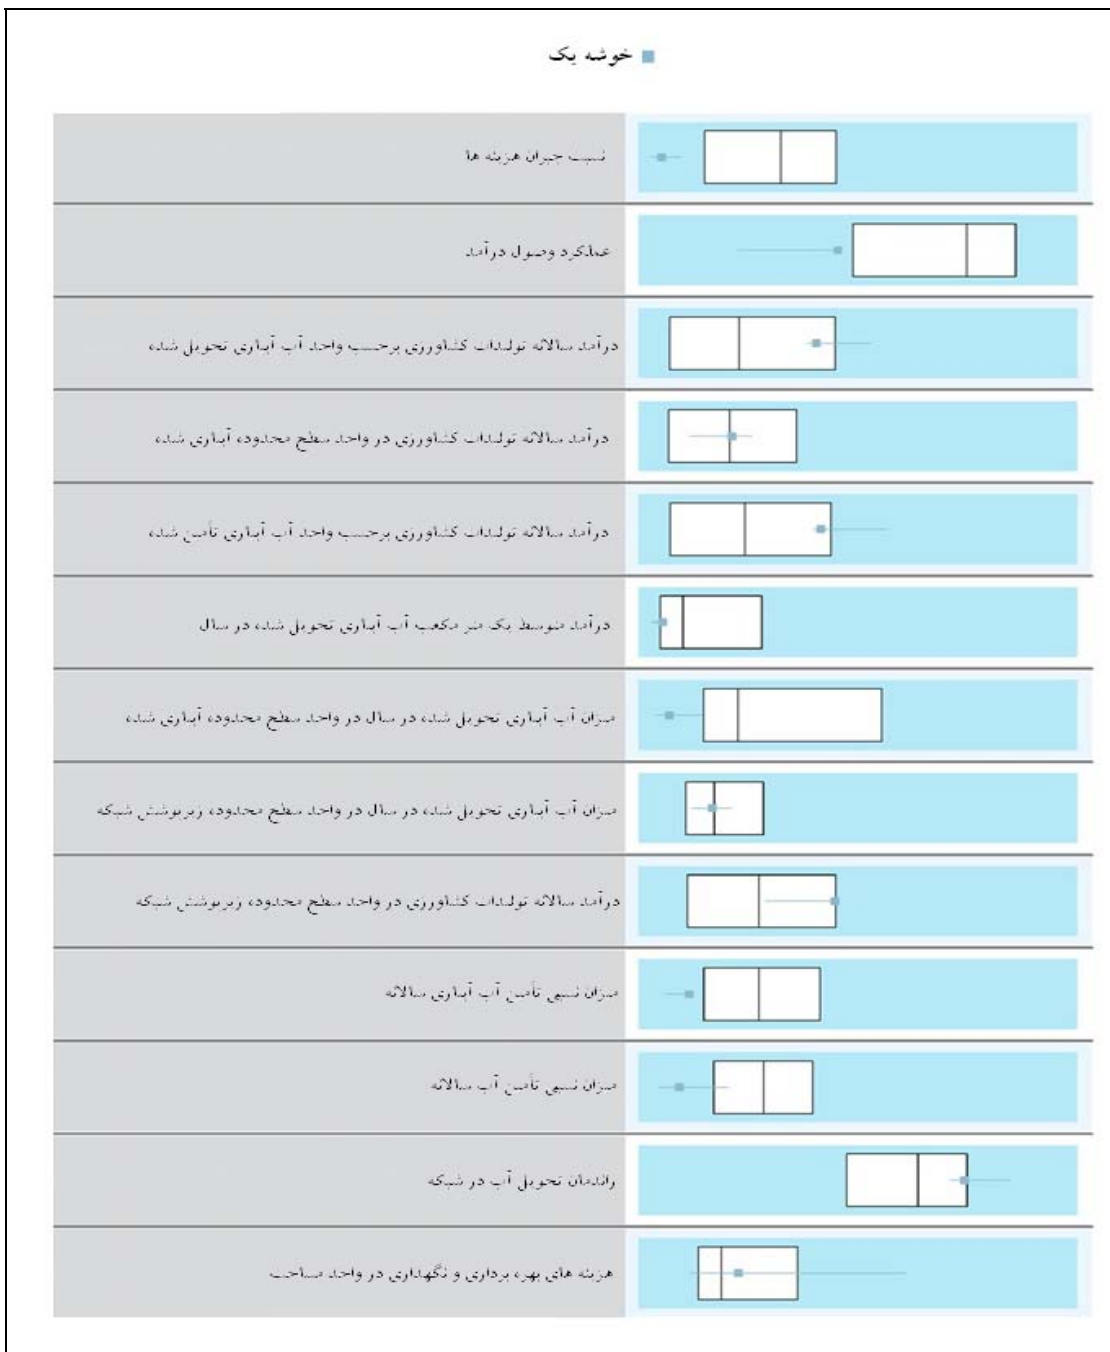 خوشه یک
نسبت جبران هزینه ها
عملکرد وصول درآمد
درآمد سالانه تولیدات کشاورزی برحسب واحد آب آبیاری تحویل شده
درآمد سالانه تولیدات کشاورزی در واحد سطح محدوده آبیاری شده
درآمد سالانه تولیدات کشاورزی برحسب واحد آب آبیاری تأمین شده
درآمد متوسط یک متر مکعب آب آبیاری تحویل شده در سال
میزان آب آبیاری تحویل شده در سال در واحد سطح محدوده آبیاری شده
میزان آب آبیاری تحویل شده در سال در واحد سطح محدوده زیرپوشش شبکه
درآمد سالانه تولیدات کشاورزی در واحد سطح محدوده زیرپوشش شبکه
میزان نسبی تأمین آب آبیاری سالانه
میزان نسبی تأمین آب سالانه
راندمان تحویل آب در شبکه
هزینه های بهره برداری و نگهداری در واحد مساحت